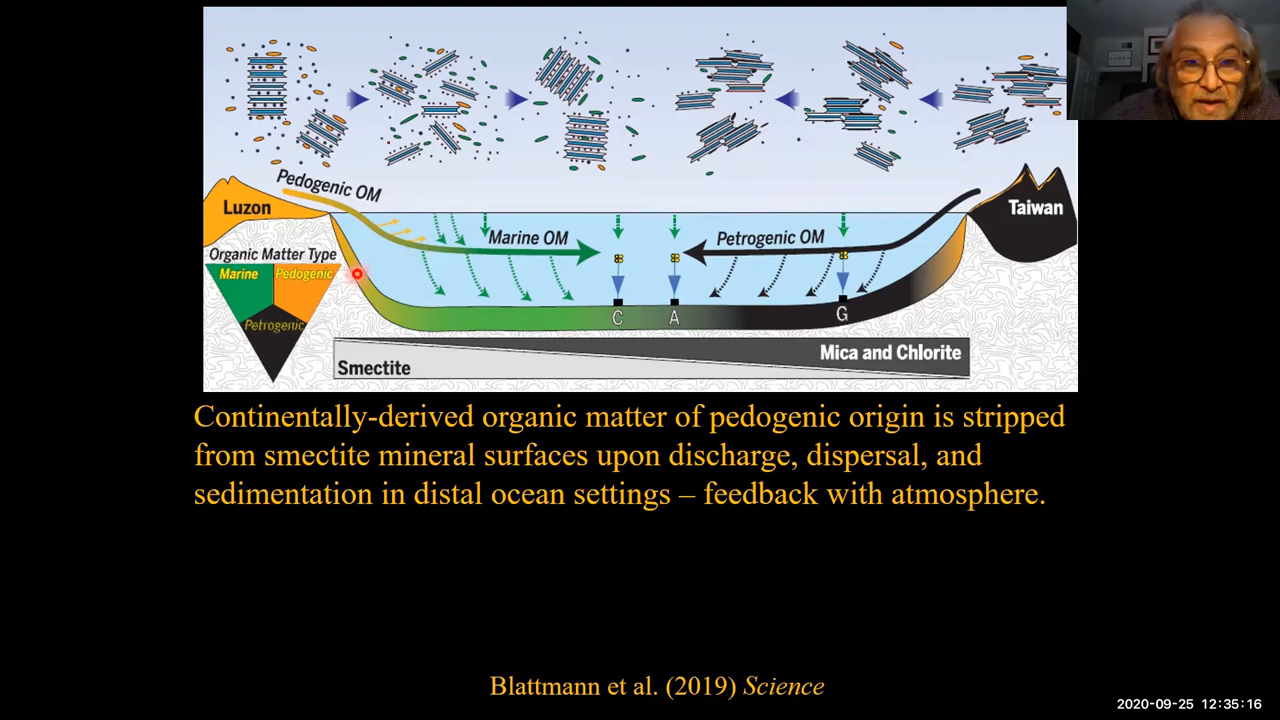 Pedogenic OM
Luzon
Taiwan
Marine OM
Petrogenic OM
Organic Matter Type
Marine
Pedogenic
Petrogenic
C
A
G
Mica and Chlorite
Smectite
Continentally-derived organic matter of pedogenic origin is stripped
from smectite mineral surfaces upon discharge, dispersal, and
sedimentation in distal ocean settings – feedback with atmosphere.
Blattmann et al. (2019) Science
2020-09-25 12:35:16